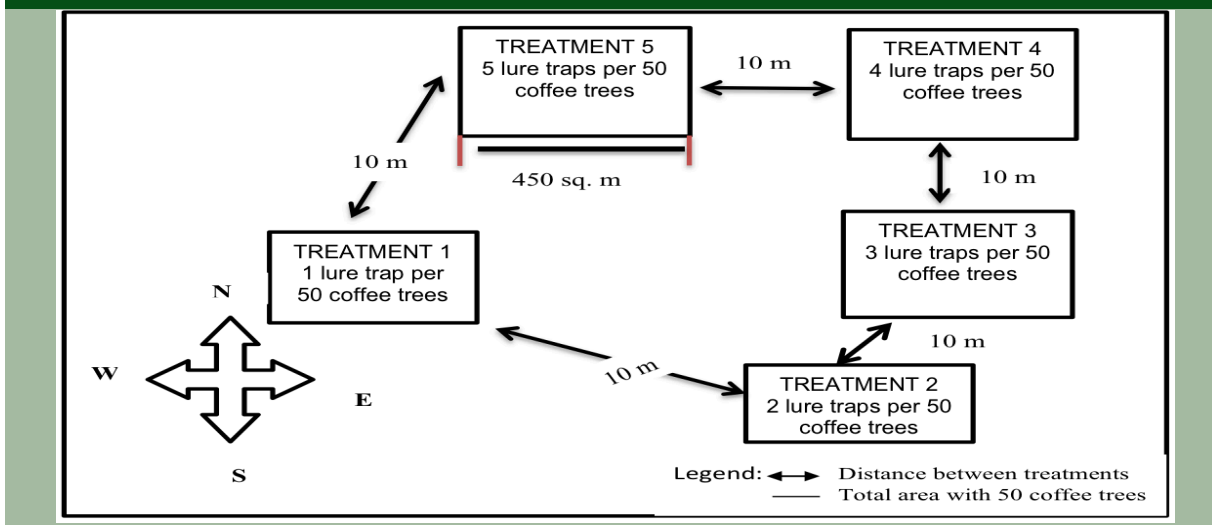 TREATMENT 5
5 lure traps per 50
coffee trees
10 m
TREATMENT 4
4 lure traps per 50
coffee trees
10 m
450 sq. m
10 m
TREATMENT 1
1 lure trap per
50 coffee trees
TREATMENT 3
3 lure traps per 50
coffee trees
N
W
E
S
10 m
10 m
TREATMENT 2
2 lure traps per 50
coffee trees
Legend:
Distance between treatments
Total area with 50 coffee trees